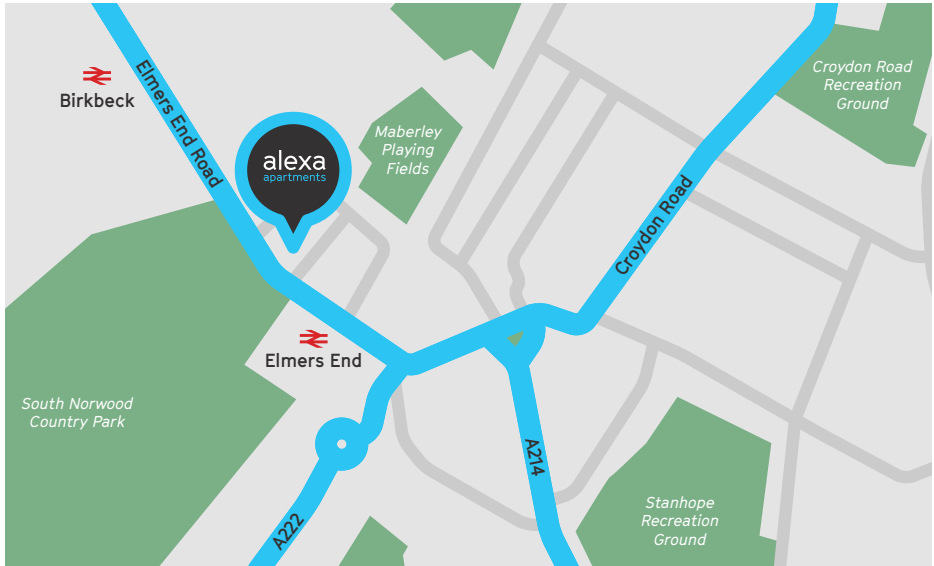 Birkbeck
Elmers End Road
alexa
apartments
Maberley
Playing
Fields
Croydon Road
Recreation
Ground
Croydon Road
Elmers End
South Norwood
Country Park
A214
A222
Stanhope
Recreation
Ground